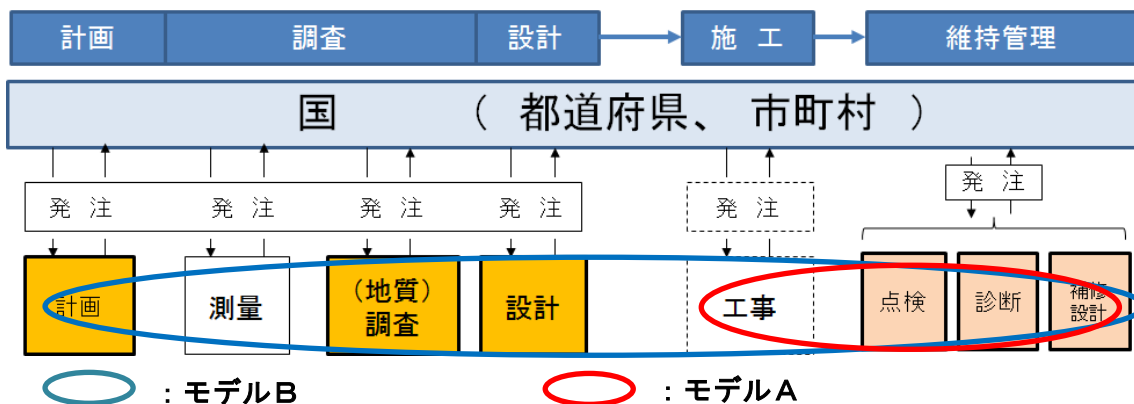 計画 調査 設計 施 工 維持管理
国 （ 都道府県、 市町村 ）
発 注 発 注 発 注 発 注 発 注 発 注
計画 測量 （地質）調査 設計 工事 点検 診断 補修設計
：モデルB ：モデルA